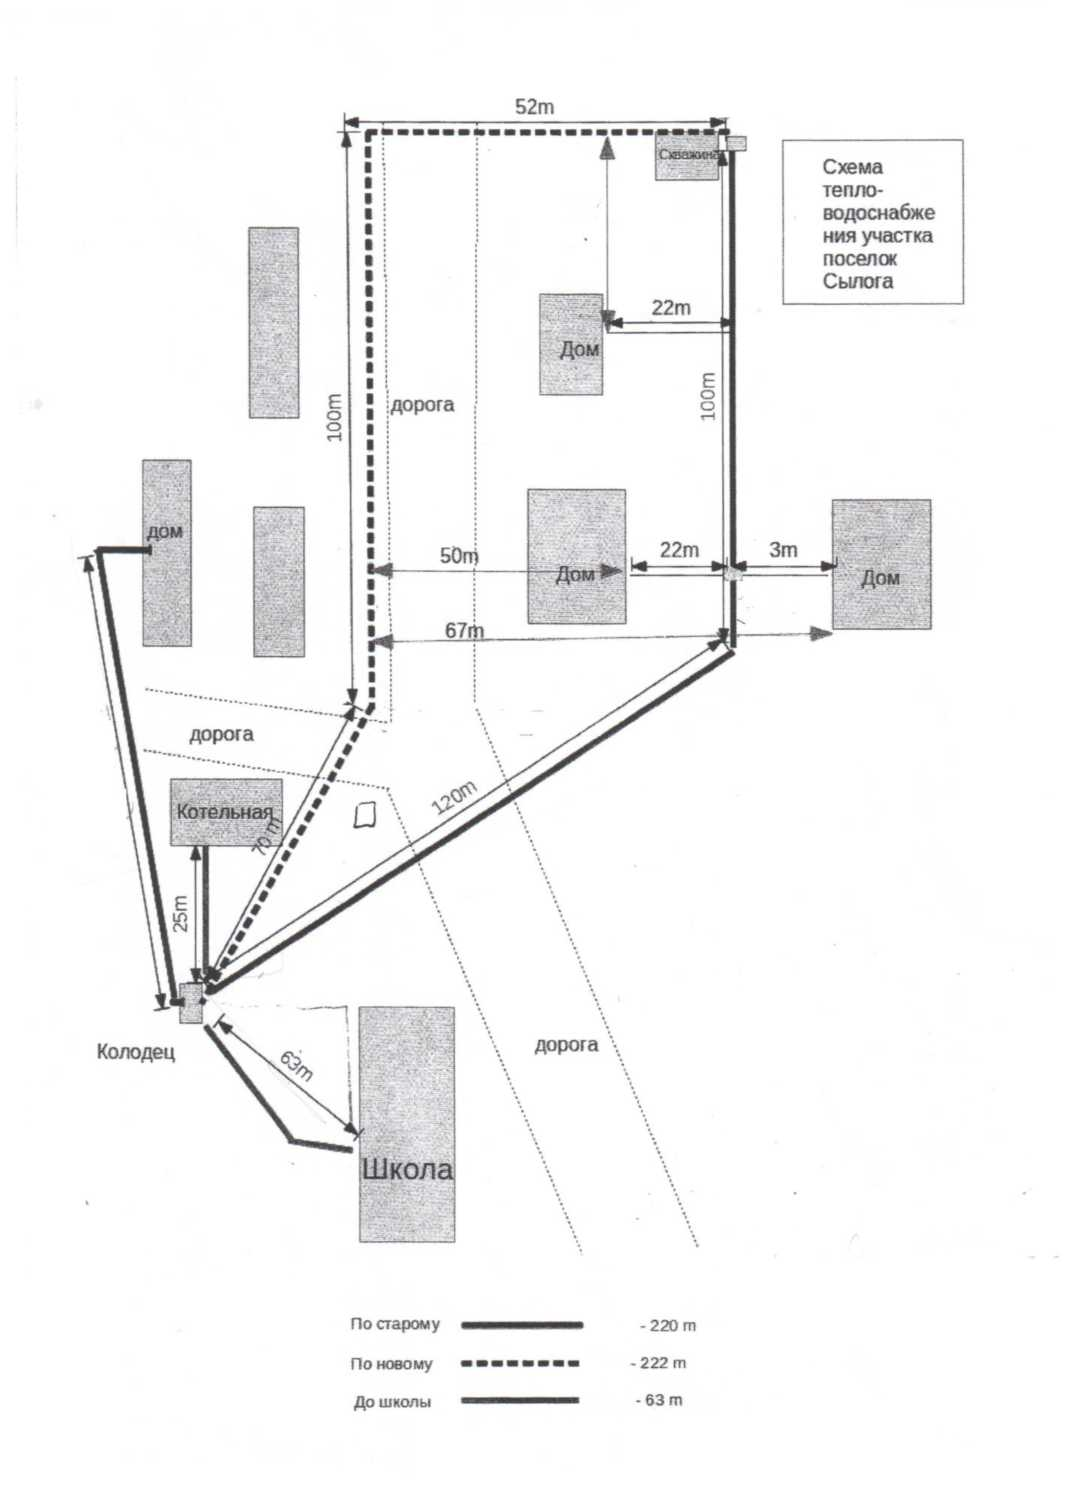 52m
Скважина
Схема
тепло-
водоснабже
ния участка
поселок
Сылога
22m
Дом
100m
дорога
100m
дом
50m
Дом
22m
3m
Дом
67m
дорога
Котельная
70 m
120m
25m
Колодец
63m
дорога
Школа
По старому - 220 m
По новому - 222 m
До школы - 63 m